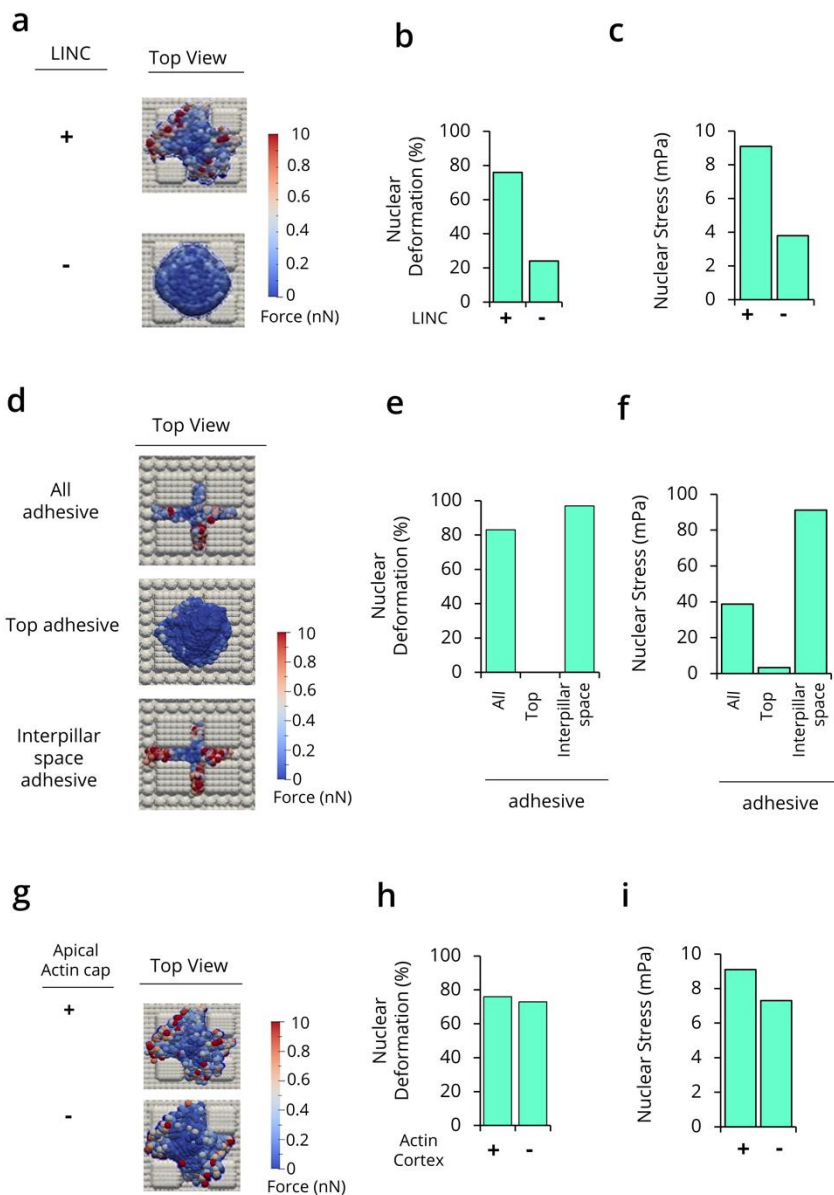 a
LINC
Top View
+
-
10
0.8
0.6
0.4
0.2
0
Force (nN)
b
Nuclear
Deformation (%)
100
80
60
40
20
0
LINC
+
-
c
Nuclear Stress (mPa)
10
8
6
4
2
0
+
-
d
Top View
All
adhesive
Top adhesive
Interpillar
space
adhesive
10
0.8
0.6
0.4
0.2
0
Force (nN)
e
Nuclear
Deformation (%)
100
80
60
40
20
0
All
Top
Interpillar
space
adhesive
f
Nuclear Stress (mPa)
100
80
60
40
20
0
All
Top
Interpillar
space
adhesive
g
Apical
Actin cap
Top View
+
-
10
0.8
0.6
0.4
0.2
0
Force (nN)
h
Nuclear
Deformation (%)
100
80
60
40
20
0
Actin
Cortex
+
-
i
Nuclear Stress (mPa)
10
8
6
4
2
0
+
-